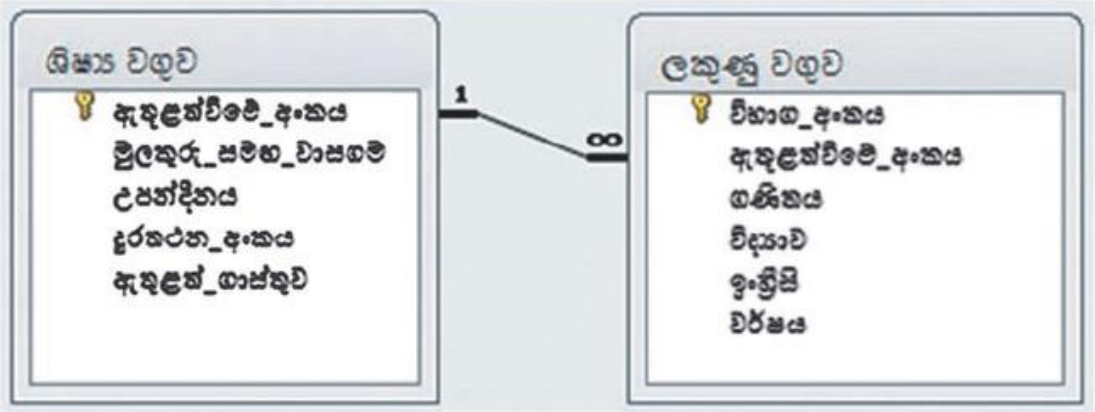 ශිෂ්‍ය වගුව
ඇතුළත්වීමේ_අංකය
මුලකුරු_සමඟ_වාසගම
උපන්දිනය
දුරකථන_අංකය
ඇතුළත්_ගාස්තුව
1
∞
ලකුණු වගුව
විභාග_අංකය
ඇතුළත්වීමේ_අංකය
ගණිතය
විද්‍යාව
ඉංග්‍රීසි
වර්ෂය